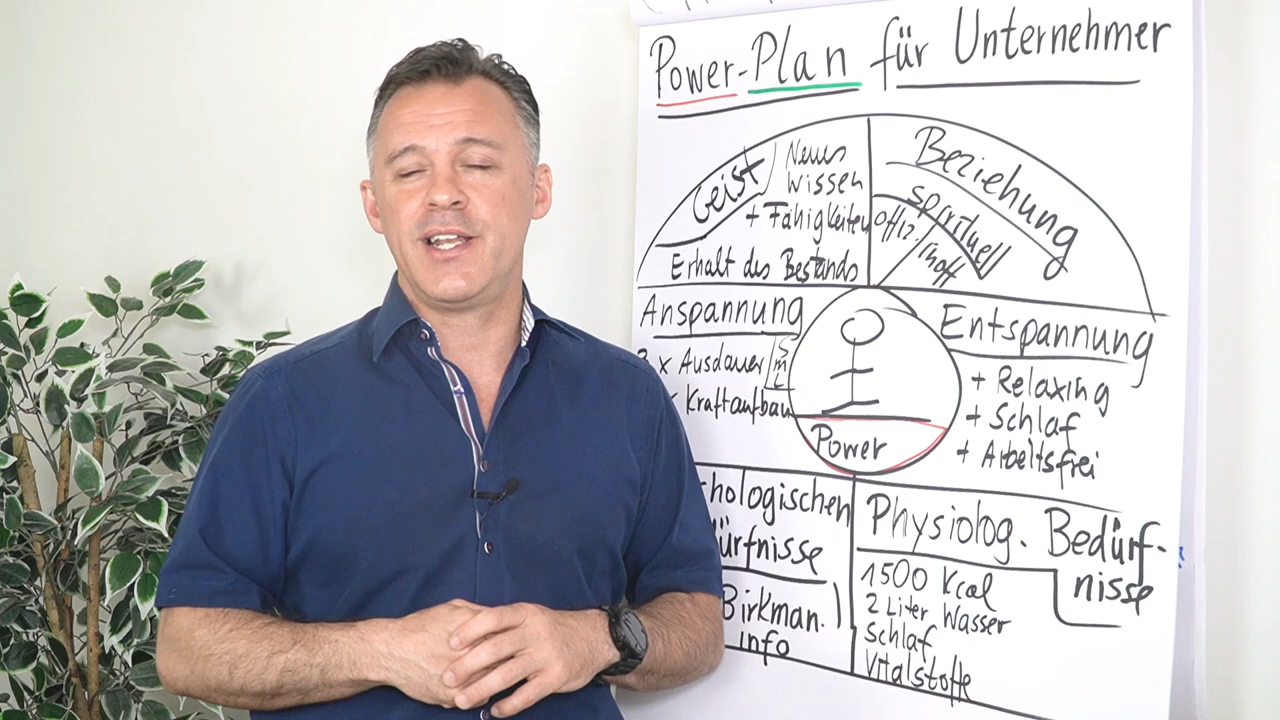 Power-Plan für Unternehmer
Geist
Neues
Wissen
+ Fähigkeiten
Erhalt des Bestands
Beziehung
spirituell
Anspannung
x Ausdauer
Kraftaufbau
S
M
L
Entspannung
+ Relaxing
+ Schlaf
+ Arbeitsfrei
Power
chologischen
ürfnisse
Birkman.
info
Physiolog. Bedürf-
nisse
1500 Kcal
2 Liter Wasser
Schlaf
Vitalstoffe